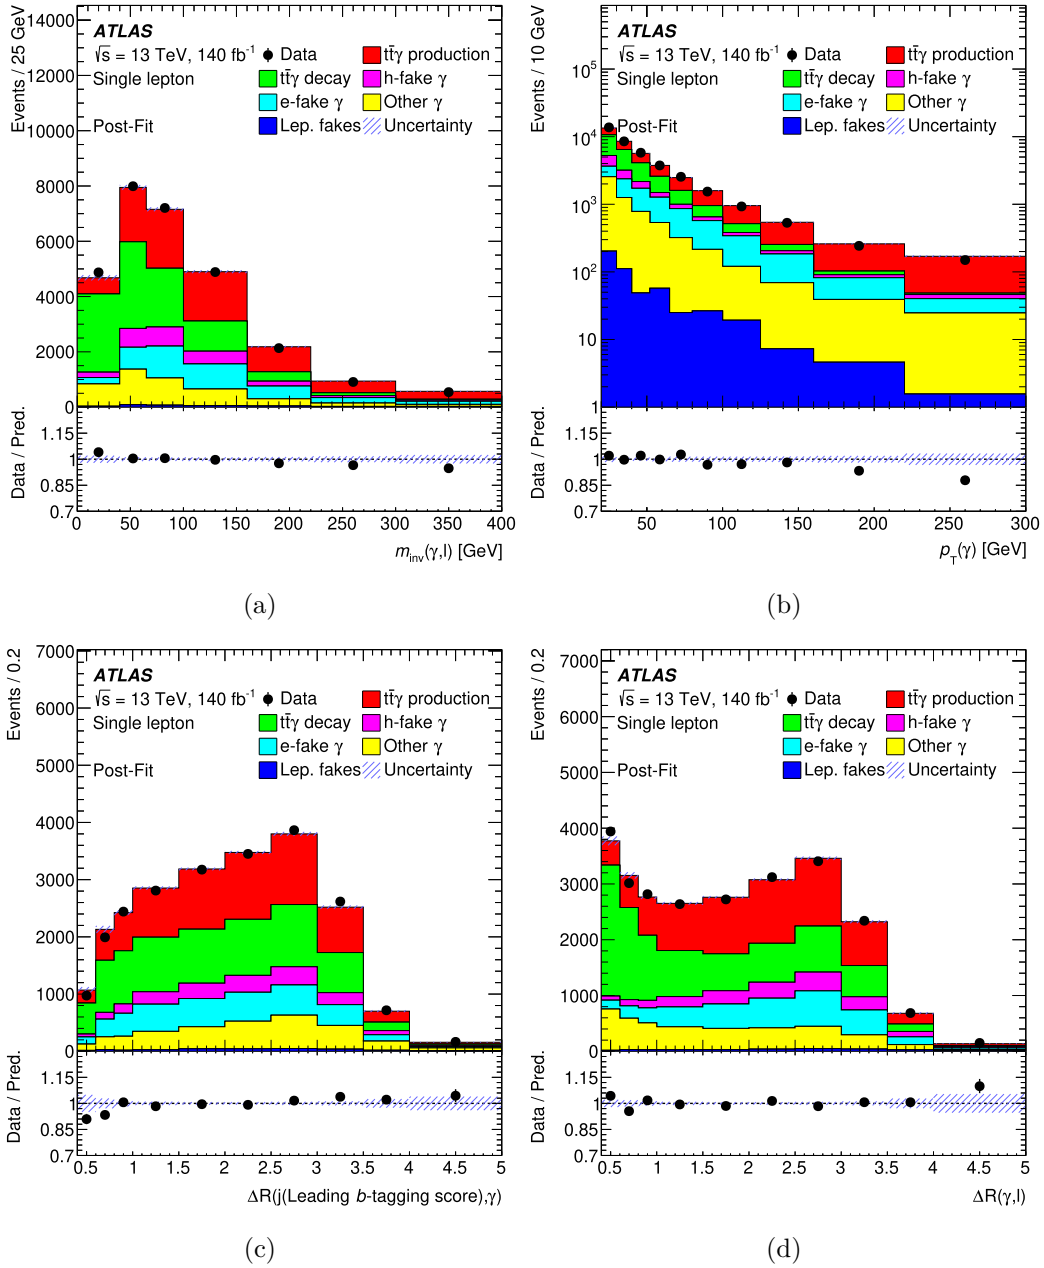 Events / 25 GeV
ATLAS
√s = 13 TeV, 140 fb⁻¹
Single lepton
Post-Fit
Data
tt̄γ production
tt̄γ decay
h-fake γ
e-fake γ
Other γ
Lep. fakes
Uncertainty
14000
12000
10000
8000
6000
4000
2000
0
Data / Pred.
1.15
1
0.85
0.7
0 50 100 150 200 250 300 350 400
m_inv(γ,l) [GeV]
(a)
Events / 10 GeV
ATLAS
√s = 13 TeV, 140 fb⁻¹
Single lepton
Post-Fit
Data
tt̄γ production
tt̄γ decay
h-fake γ
e-fake γ
Other γ
Lep. fakes
Uncertainty
10⁵
10⁴
10³
10²
10
1
Data / Pred.
1.15
1
0.85
0.7
50 100 150 200 250 300
p_T(γ) [GeV]
(b)
Events / 0.2
ATLAS
√s = 13 TeV, 140 fb⁻¹
Single lepton
Post-Fit
Data
tt̄γ production
tt̄γ decay
h-fake γ
e-fake γ
Other γ
Lep. fakes
Uncertainty
7000
6000
5000
4000
3000
2000
1000
0
Data / Pred.
1.15
1
0.85
0.7
0.5 1 1.5 2 2.5 3 3.5 4 4.5 5
ΔR(j(Leading b-tagging score),γ)
(c)
Events / 0.2
ATLAS
√s = 13 TeV, 140 fb⁻¹
Single lepton
Post-Fit
Data
tt̄γ production
tt̄γ decay
h-fake γ
e-fake γ
Other γ
Lep. fakes
Uncertainty
7000
6000
5000
4000
3000
2000
1000
0
Data / Pred.
1.15
1
0.85
0.7
0.5 1 1.5 2 2.5 3 3.5 4 4.5 5
ΔR(γ,l)
(d)